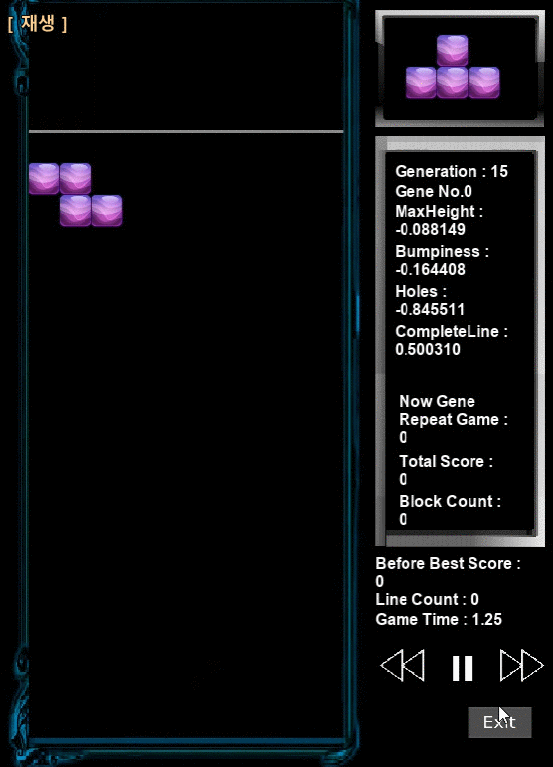 [ 재생 ]
Generation : 15
Gene No.0
MaxHeight :
-0.088149
Bumpiness :
-0.164408
Holes :
-0.845511
CompleteLine :
0.500310
Now Gene
Repeat Game :
0
Total Score :
0
Block Count :
0
Before Best Score :
0
Line Count : 0
Game Time : 1.25
Exit